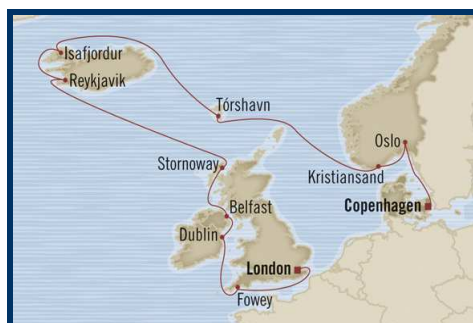 Isafjordur
Reykjavik
Tórshavn
Oslo
Stornoway
Kristiansand
Copenhagen
Belfast
Dublin
London
Fowey